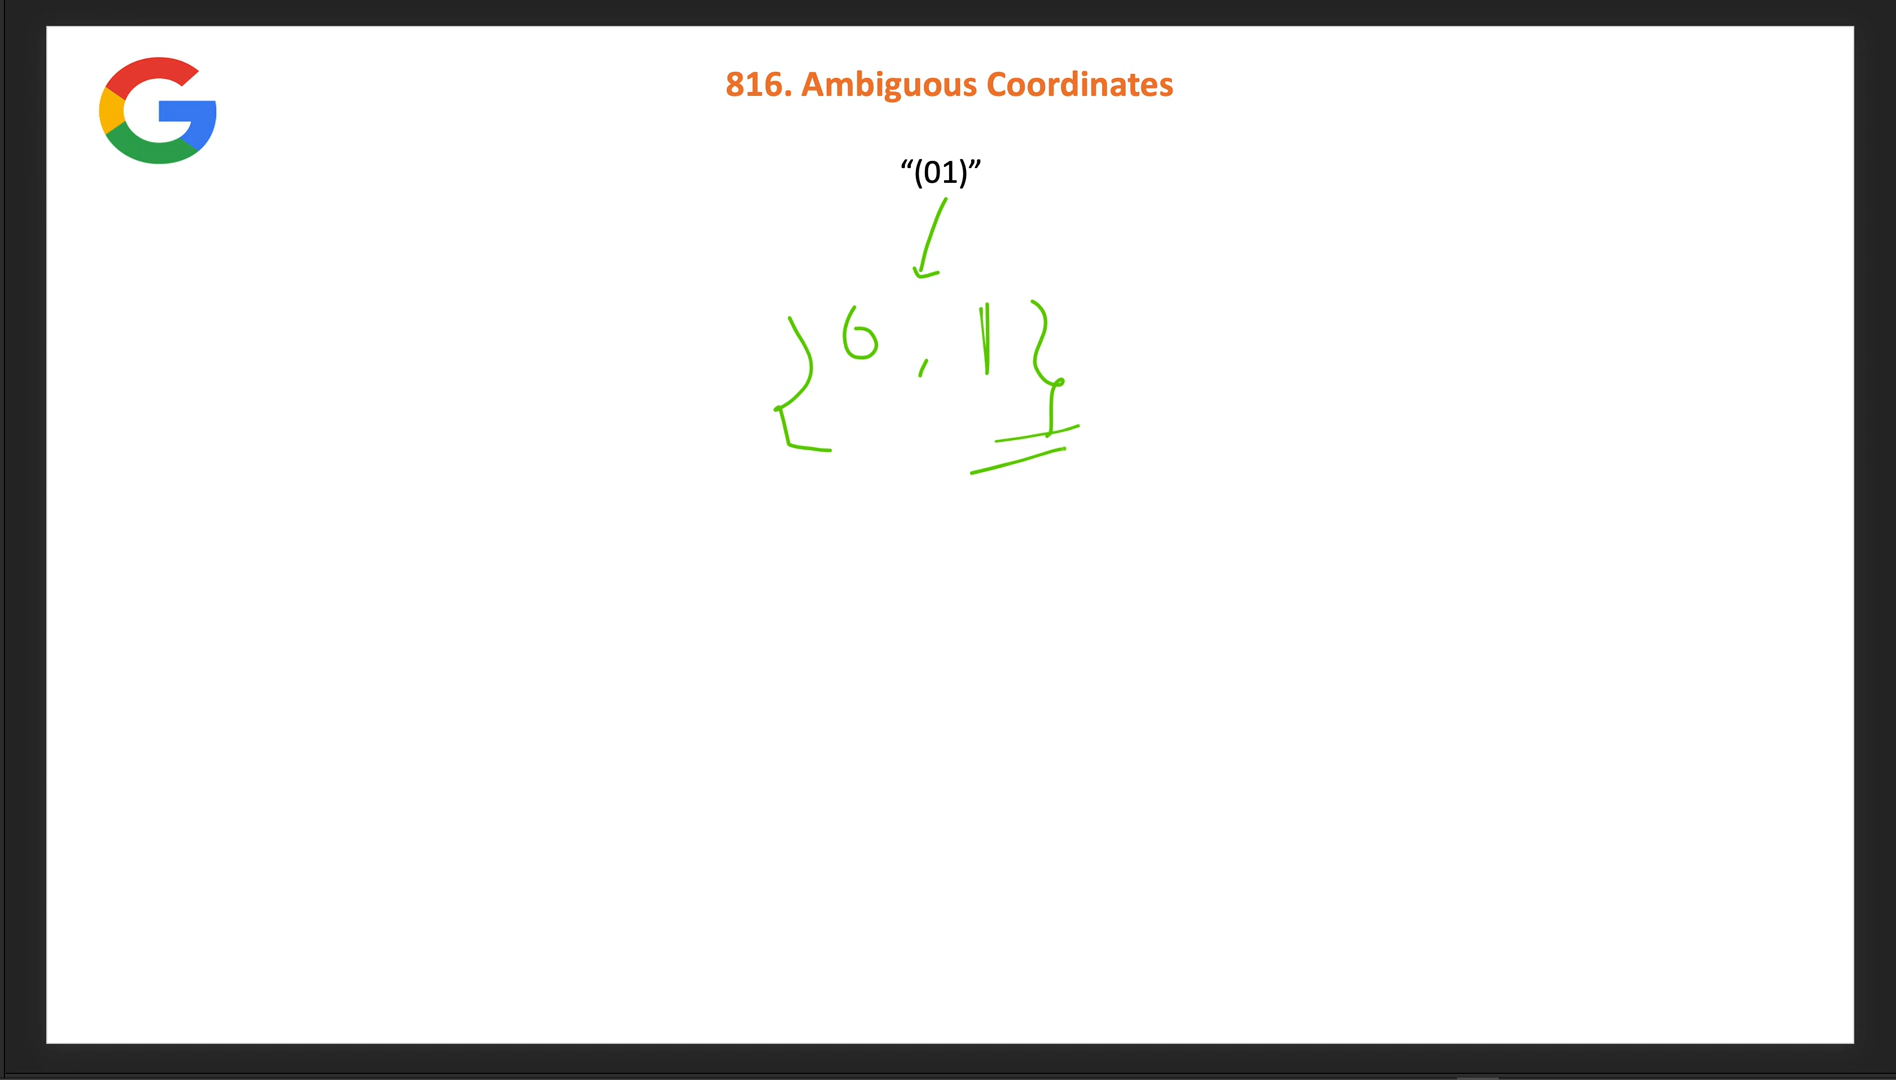 816. Ambiguous Coordinates
“(01)”
{0,1}